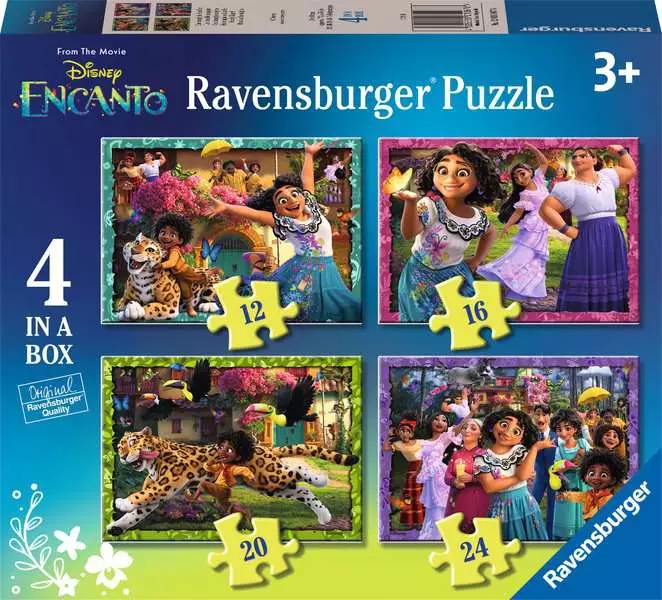 From The Movie
Disney
ENCANTO
Ravensburger® Puzzle
3+
4
IN A
BOX
Original
Ravensburger
Quality
12
16
20
24
Ravensburger